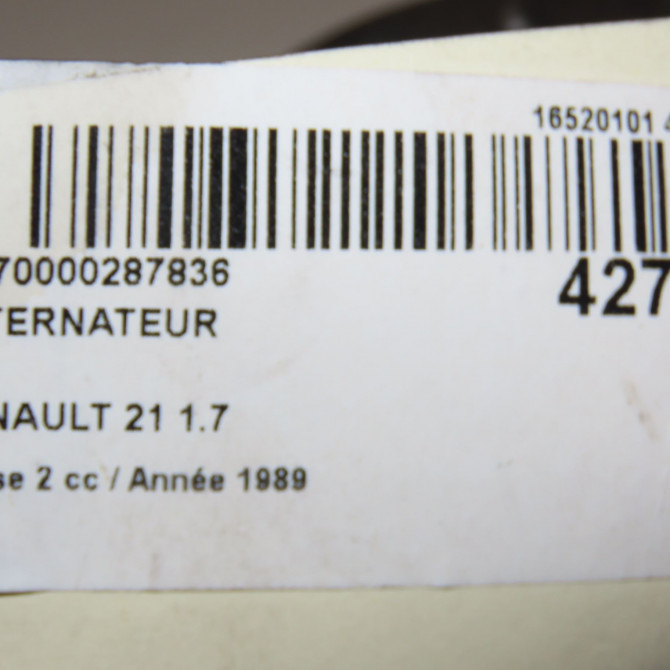 16520101
70000287836
427
TERNATEUR
NAULT 21 1.7
se 2 cc / Année 1989